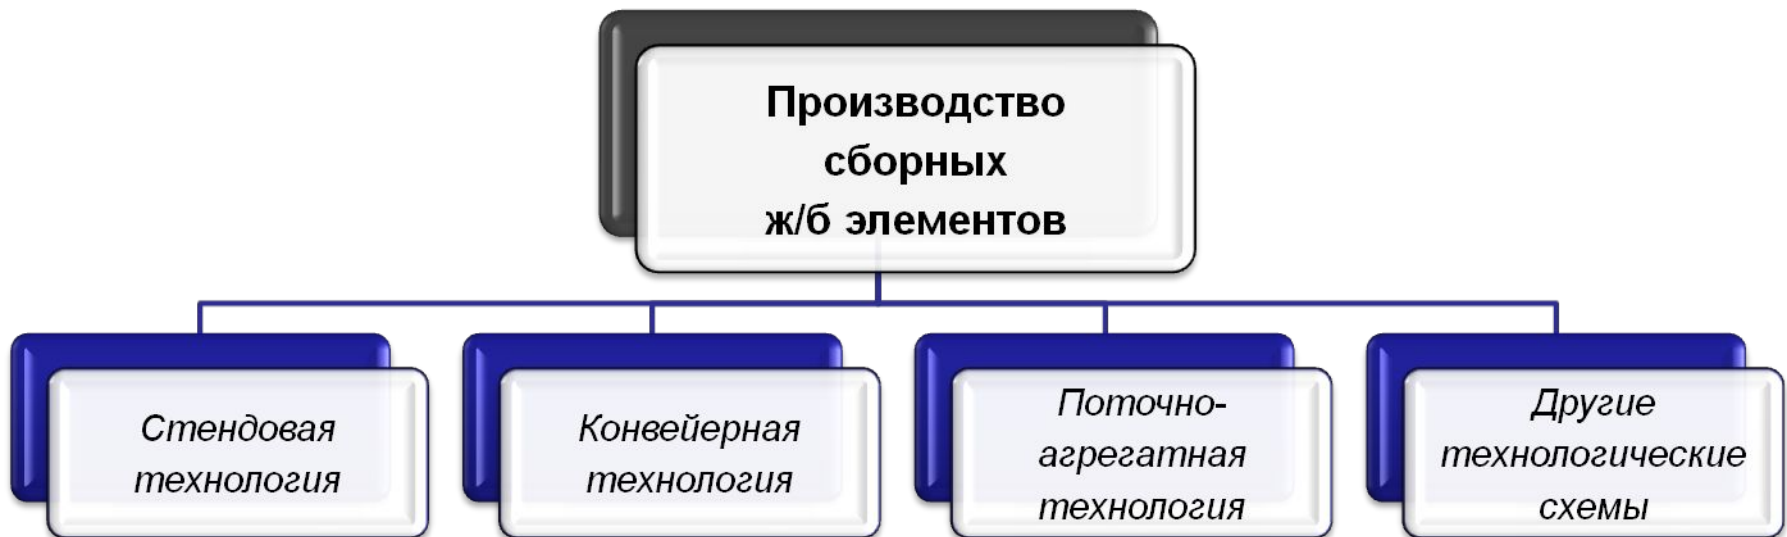 Производство
сборных
ж/б элементов
Стендовая
технология
Конвейерная
технология
Поточно-
агрегатная
технология
Другие
технологические
схемы